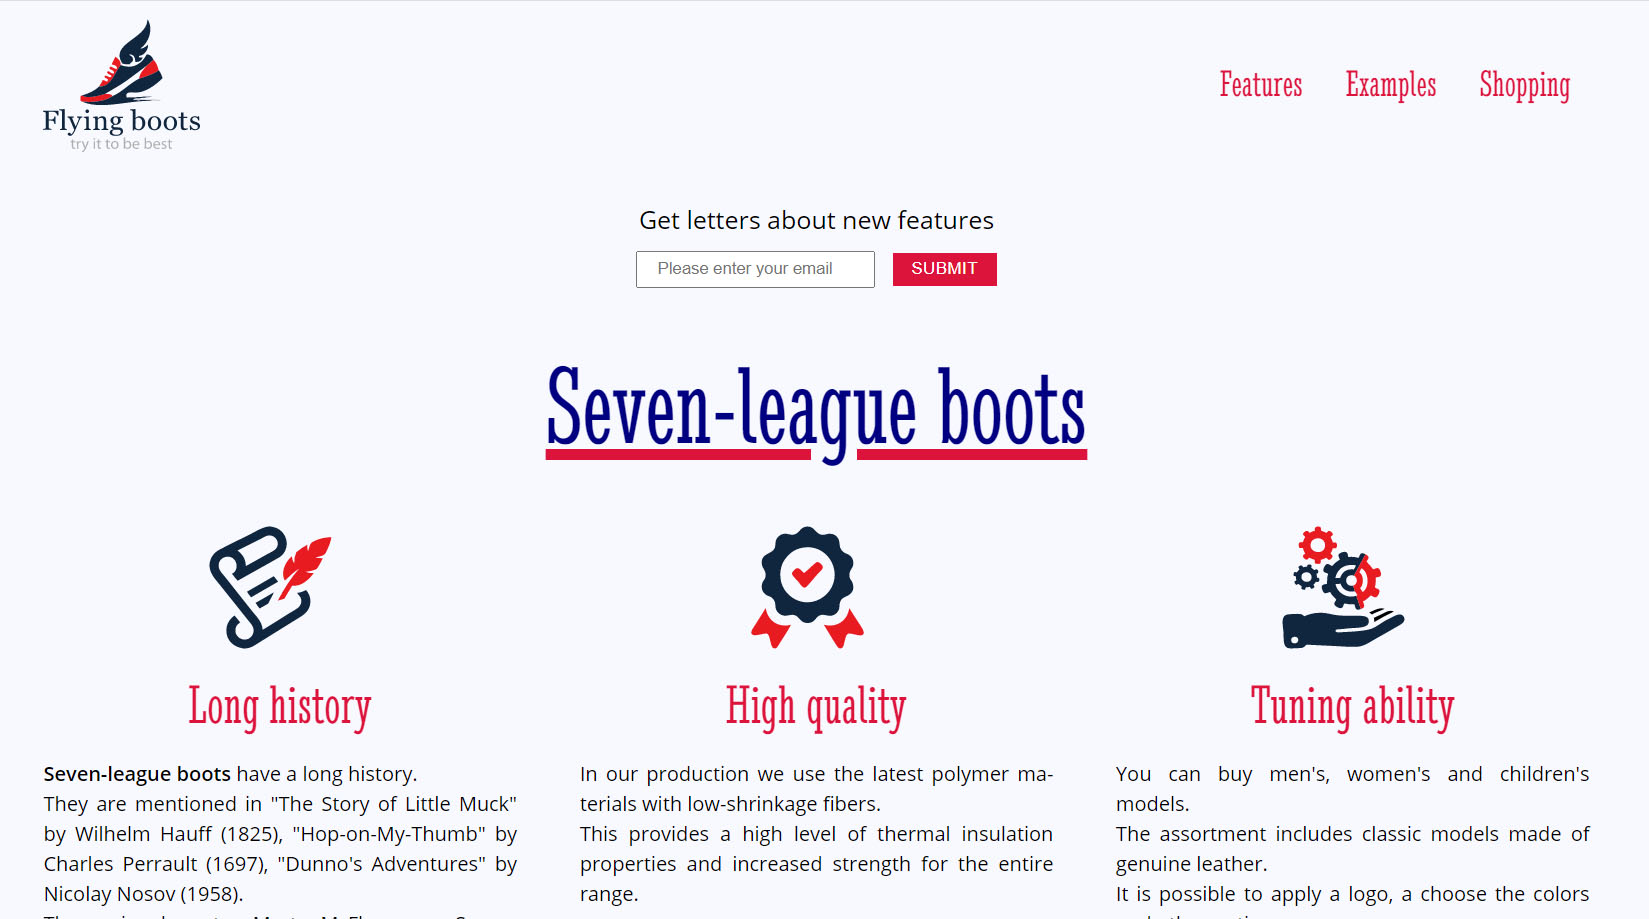 Flying boots
try it to be best
Features Examples Shopping
Get letters about new features
Please enter your email SUBMIT
Seven-league boots
Long history
Seven-league boots have a long history.
They are mentioned in "The Story of Little Muck"
by Wilhelm Hauff (1825), "Hop-on-My-Thumb" by
Charles Perrault (1697), "Dunno's Adventures" by
Nicolay Nosov (1958).
High quality
In our production we use the latest polymer ma-
terials with low-shrinkage fibers.
This provides a high level of thermal insulation
properties and increased strength for the entire
range.
Tuning ability
You can buy men's, women's and children's
models.
The assortment includes classic models made of
genuine leather.
It is possible to apply a logo, a choose the colors